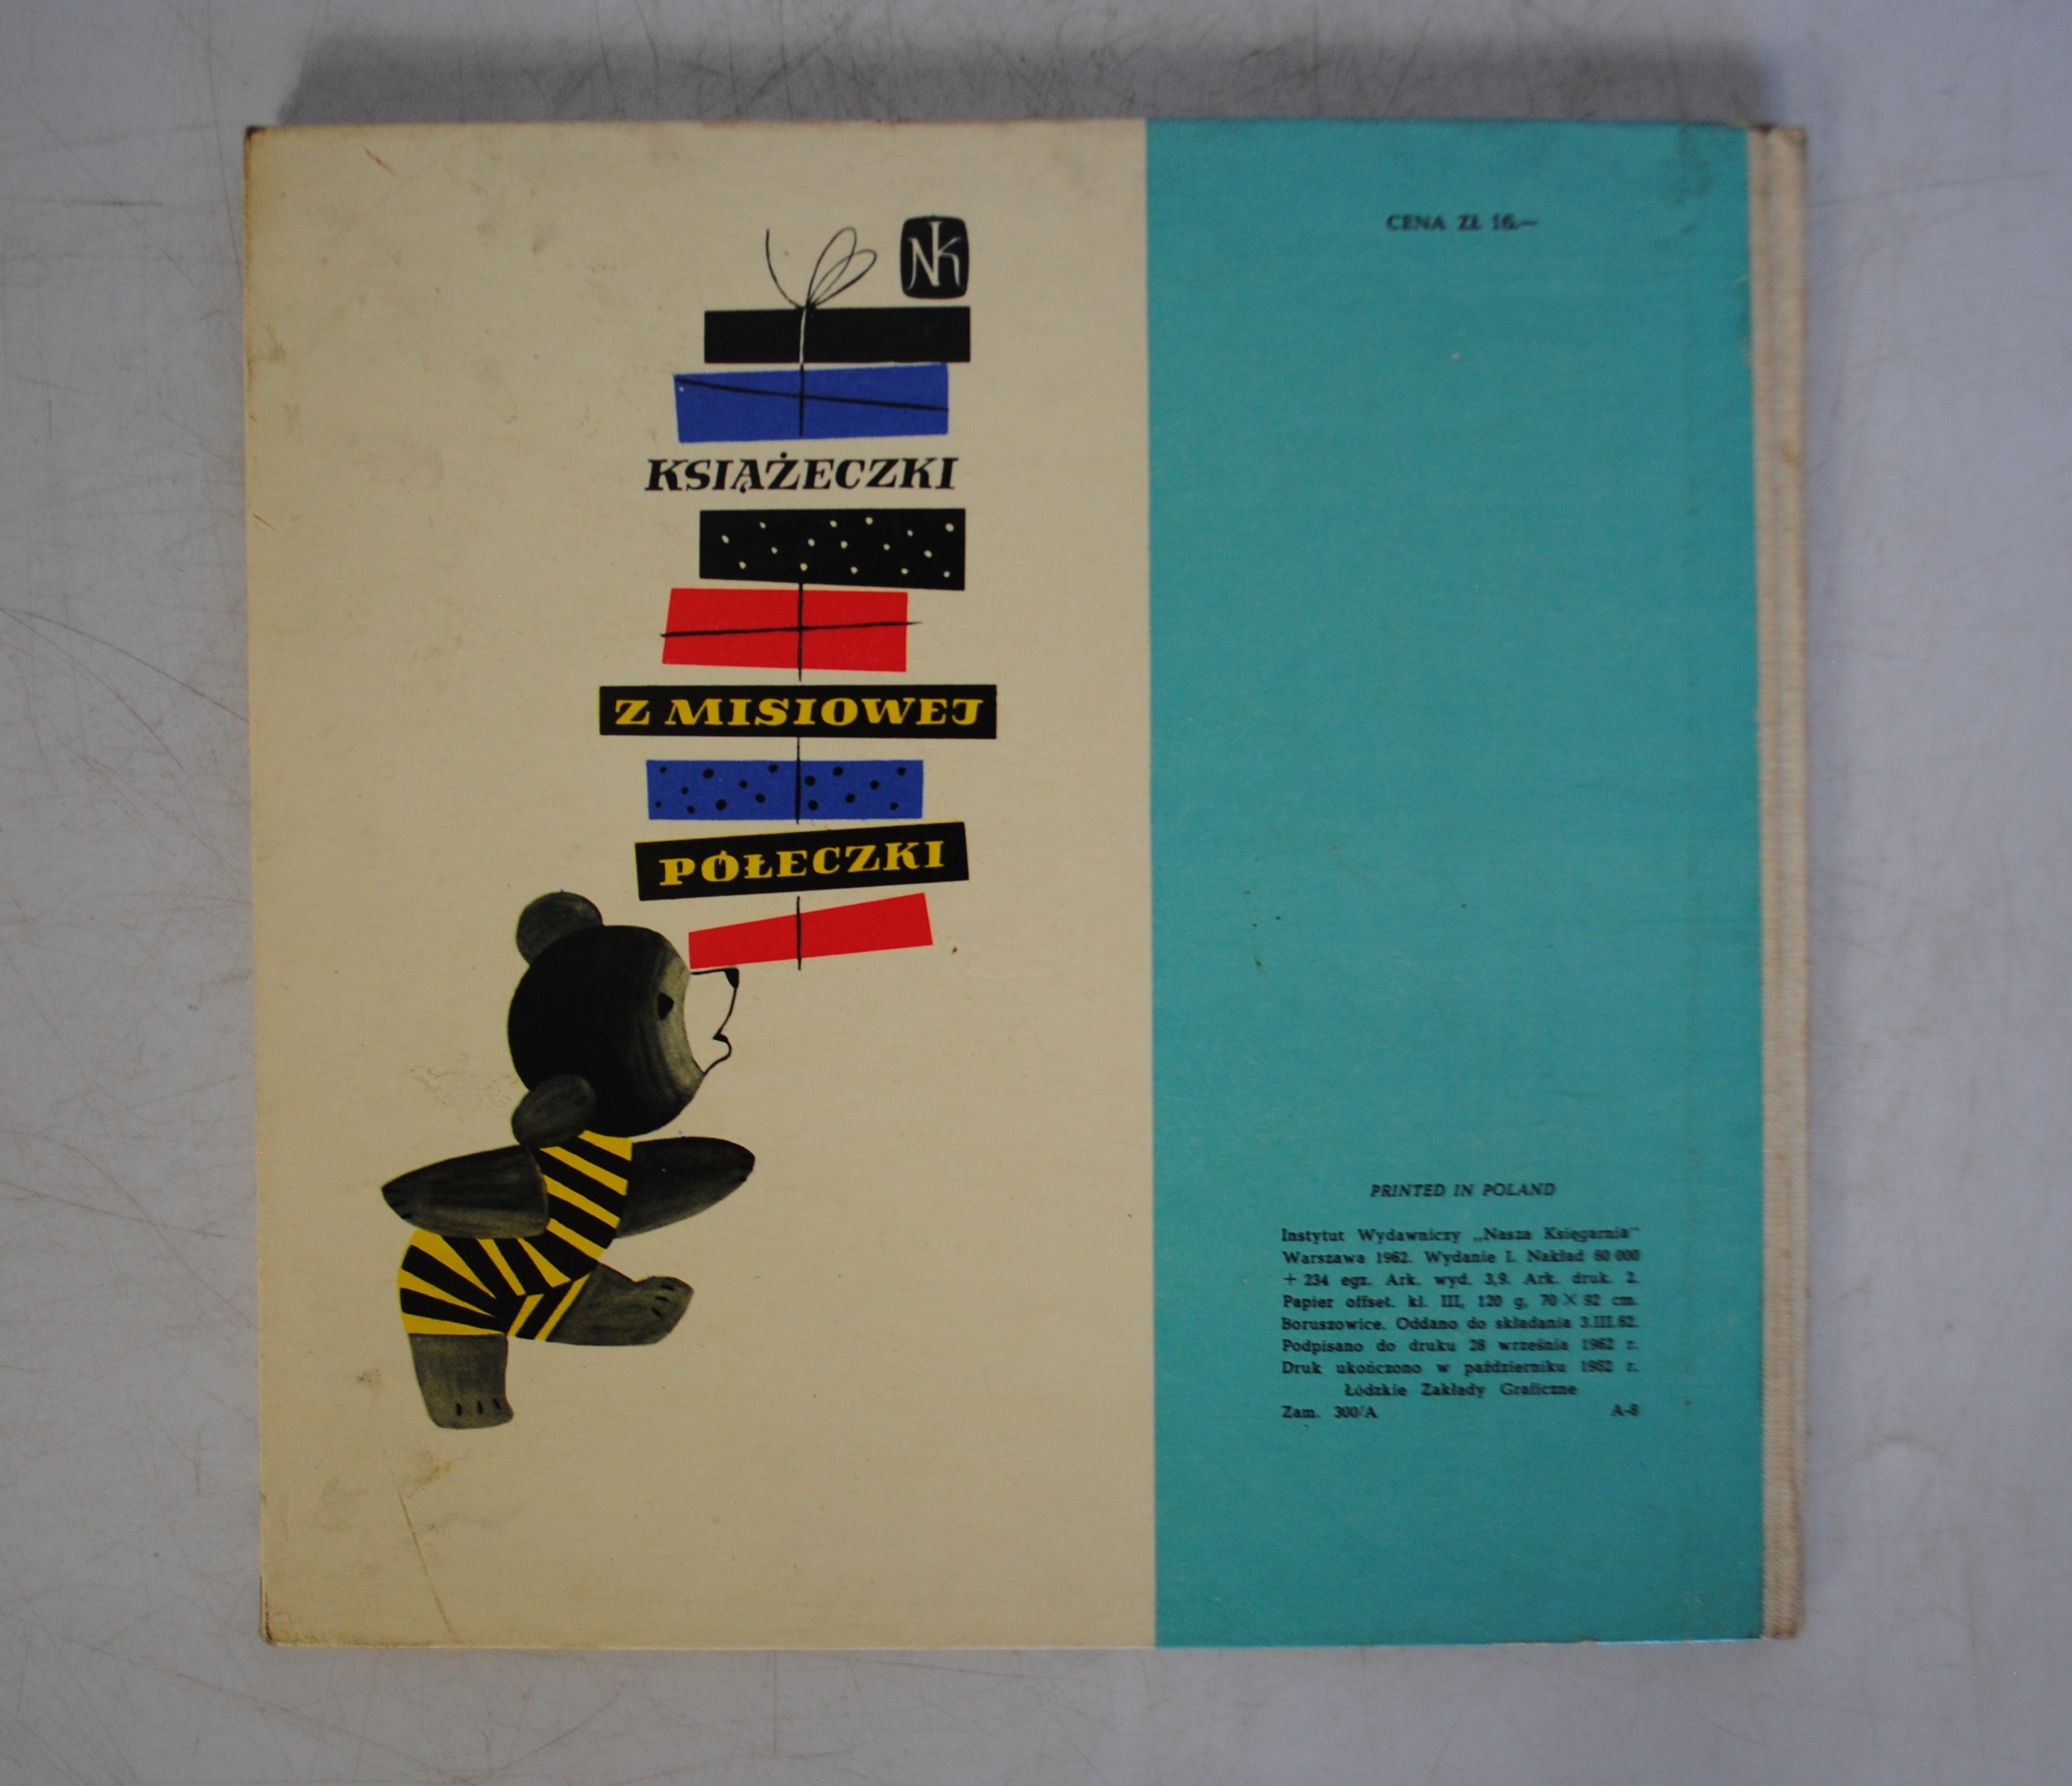 NK
KSIĄŻECZKI
Z MISIOWEJ
PÓŁECZKI
CENA ZŁ 16.—
PRINTED IN POLAND
Instytut Wydawniczy „Nasza Księgarnia”
Warszawa 1962. Wydanie I. Nakład 60 000
+ 234 egz. Ark. wyd. 3,9. Ark. druk. 2.
Papier offset. kl. III, 120 g, 70 × 92 cm.
Boruszowice. Oddano do składania 3.III.62.
Podpisano do druku 28 września 1962 r.
Druk ukończono w październiku 1962 r.
Łódzkie Zakłady Graficzne
Zam. 300/A A-8